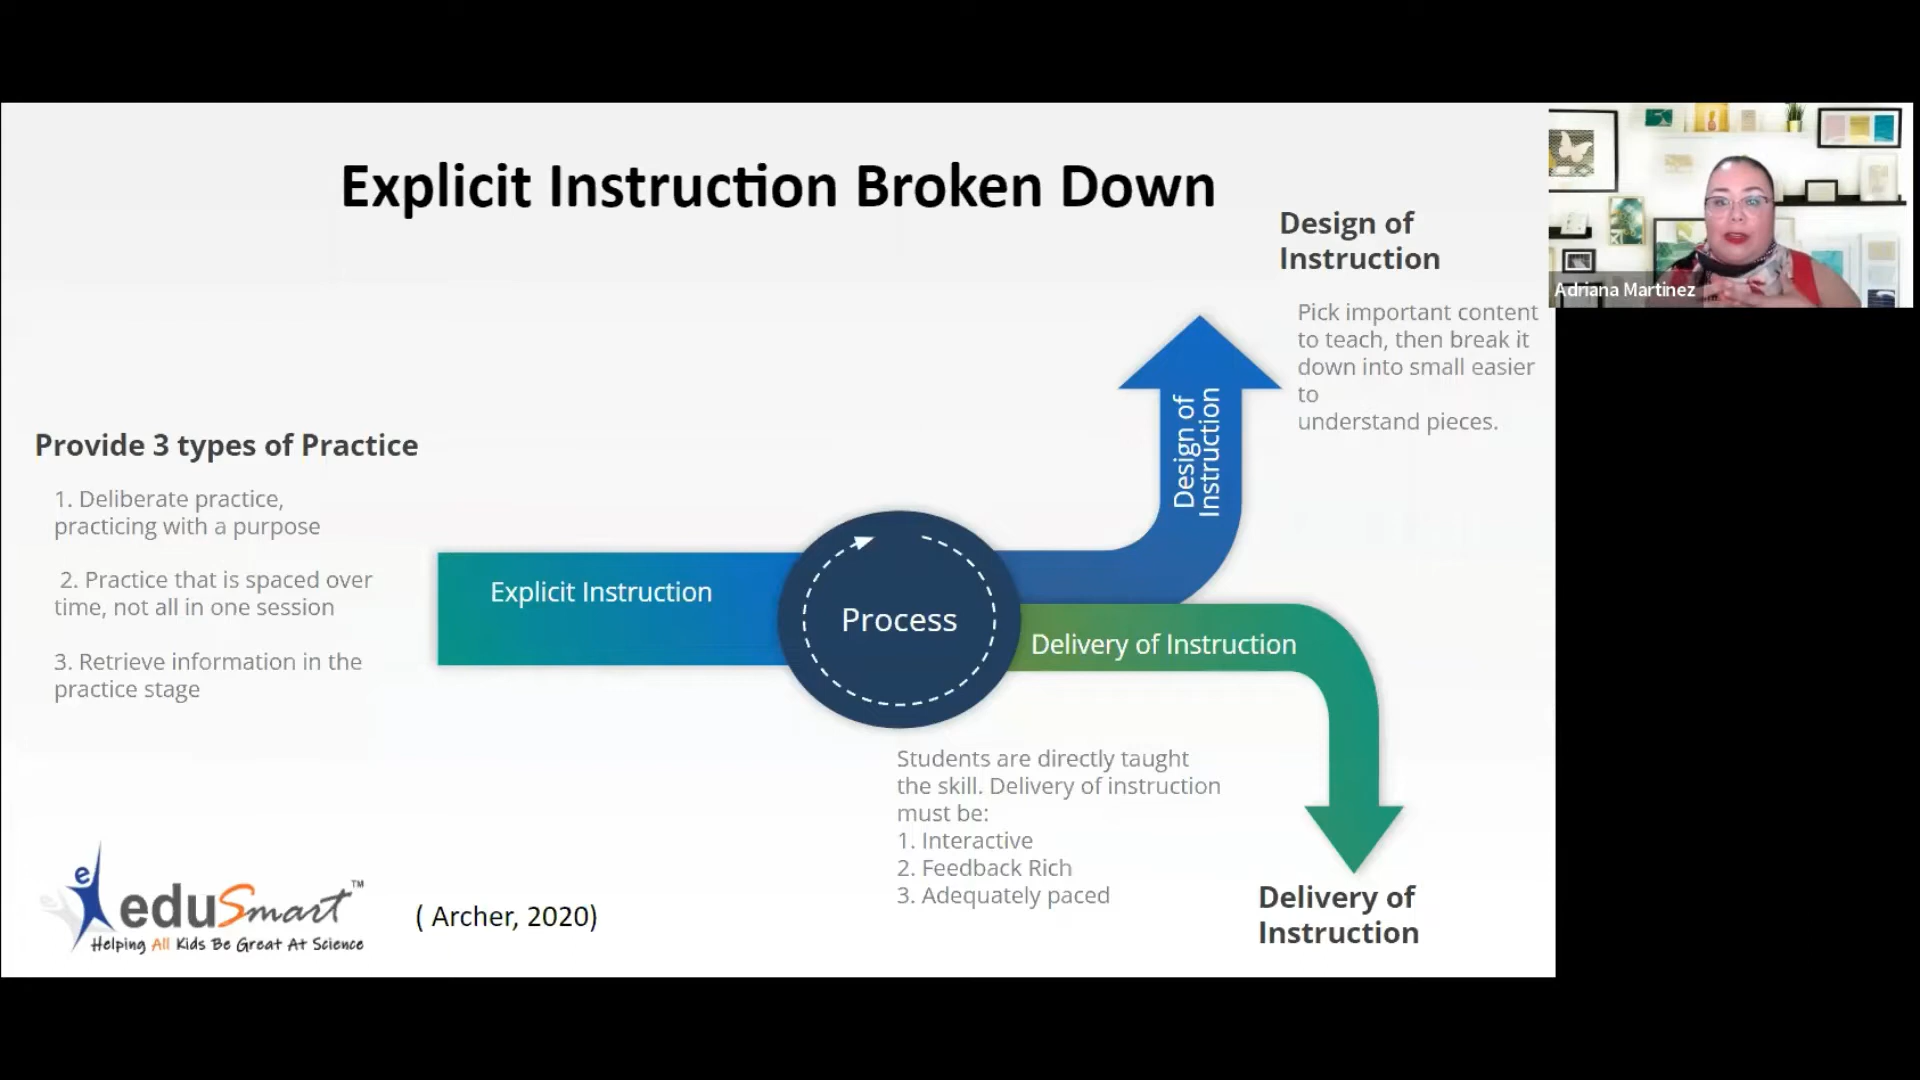 Explicit Instruction Broken Down
Design of
Instruction
Adriana Martinez
Pick important content
to teach, then break it
down into small easier
to
understand pieces.
Design of
Instruction
Provide 3 types of Practice
1. Deliberate practice,
practicing with a purpose
2. Practice that is spaced over
time, not all in one session
3. Retrieve information in the
practice stage
Explicit Instruction
Process
Delivery of Instruction
Students are directly taught
the skill. Delivery of instruction
must be:
1. Interactive
2. Feedback Rich
3. Adequately paced
Delivery of
Instruction
e
eduSmart™
Helping All Kids Be Great At Science
( Archer, 2020)